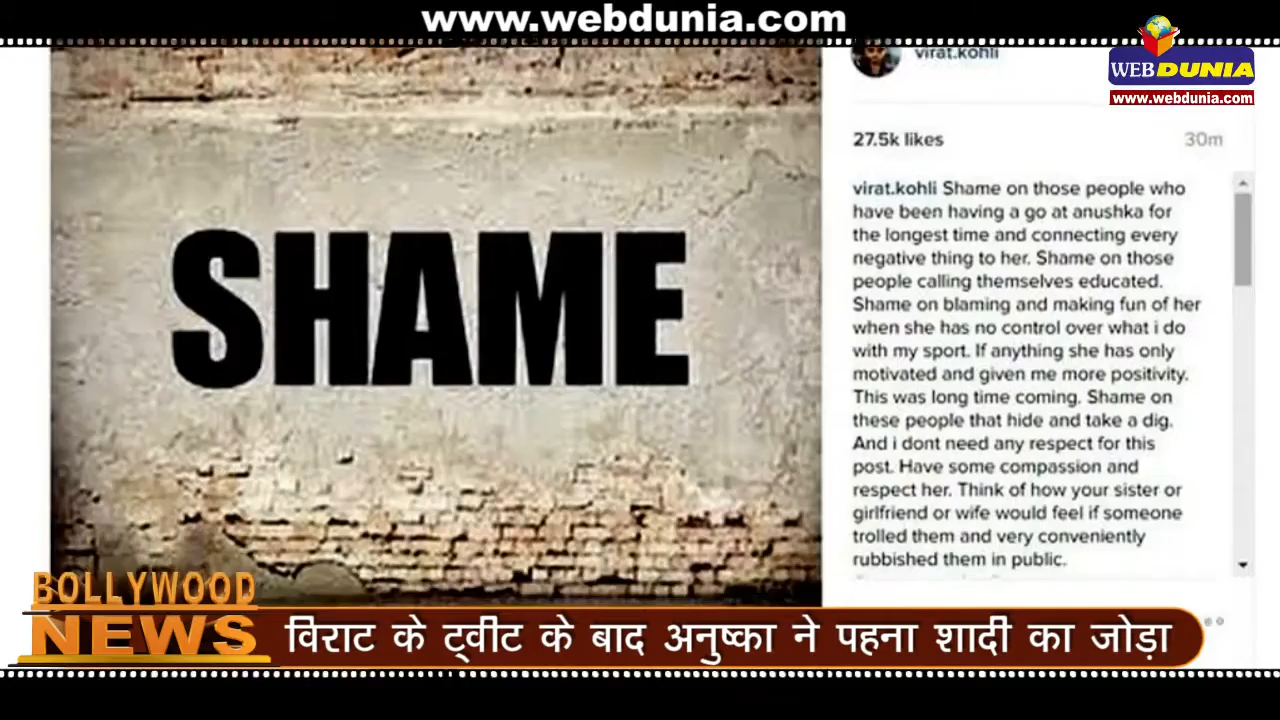 www.webdunia.com
virat.kohli
WEBDUNIA
www.webdunia.com
27.5k likes
30m
SHAME
virat.kohli Shame on those people who
have been having a go at anushka for
the longest time and connecting every
negative thing to her. Shame on those
people calling themselves educated.
Shame on blaming and making fun of her
when she has no control over what i do
with my sport. If anything she has only
motivated and given me more positivity.
This was long time coming. Shame on
these people that hide and take a dig.
And i dont need any respect for this
post. Have some compassion and
respect her. Think of how your sister or
girlfriend or wife would feel if someone
trolled them and very conveniently
rubbished them in public.
BOLLYWOOD
NEWS
विराट के ट्वीट के बाद अनुष्का ने पहना शादी का जोड़ा